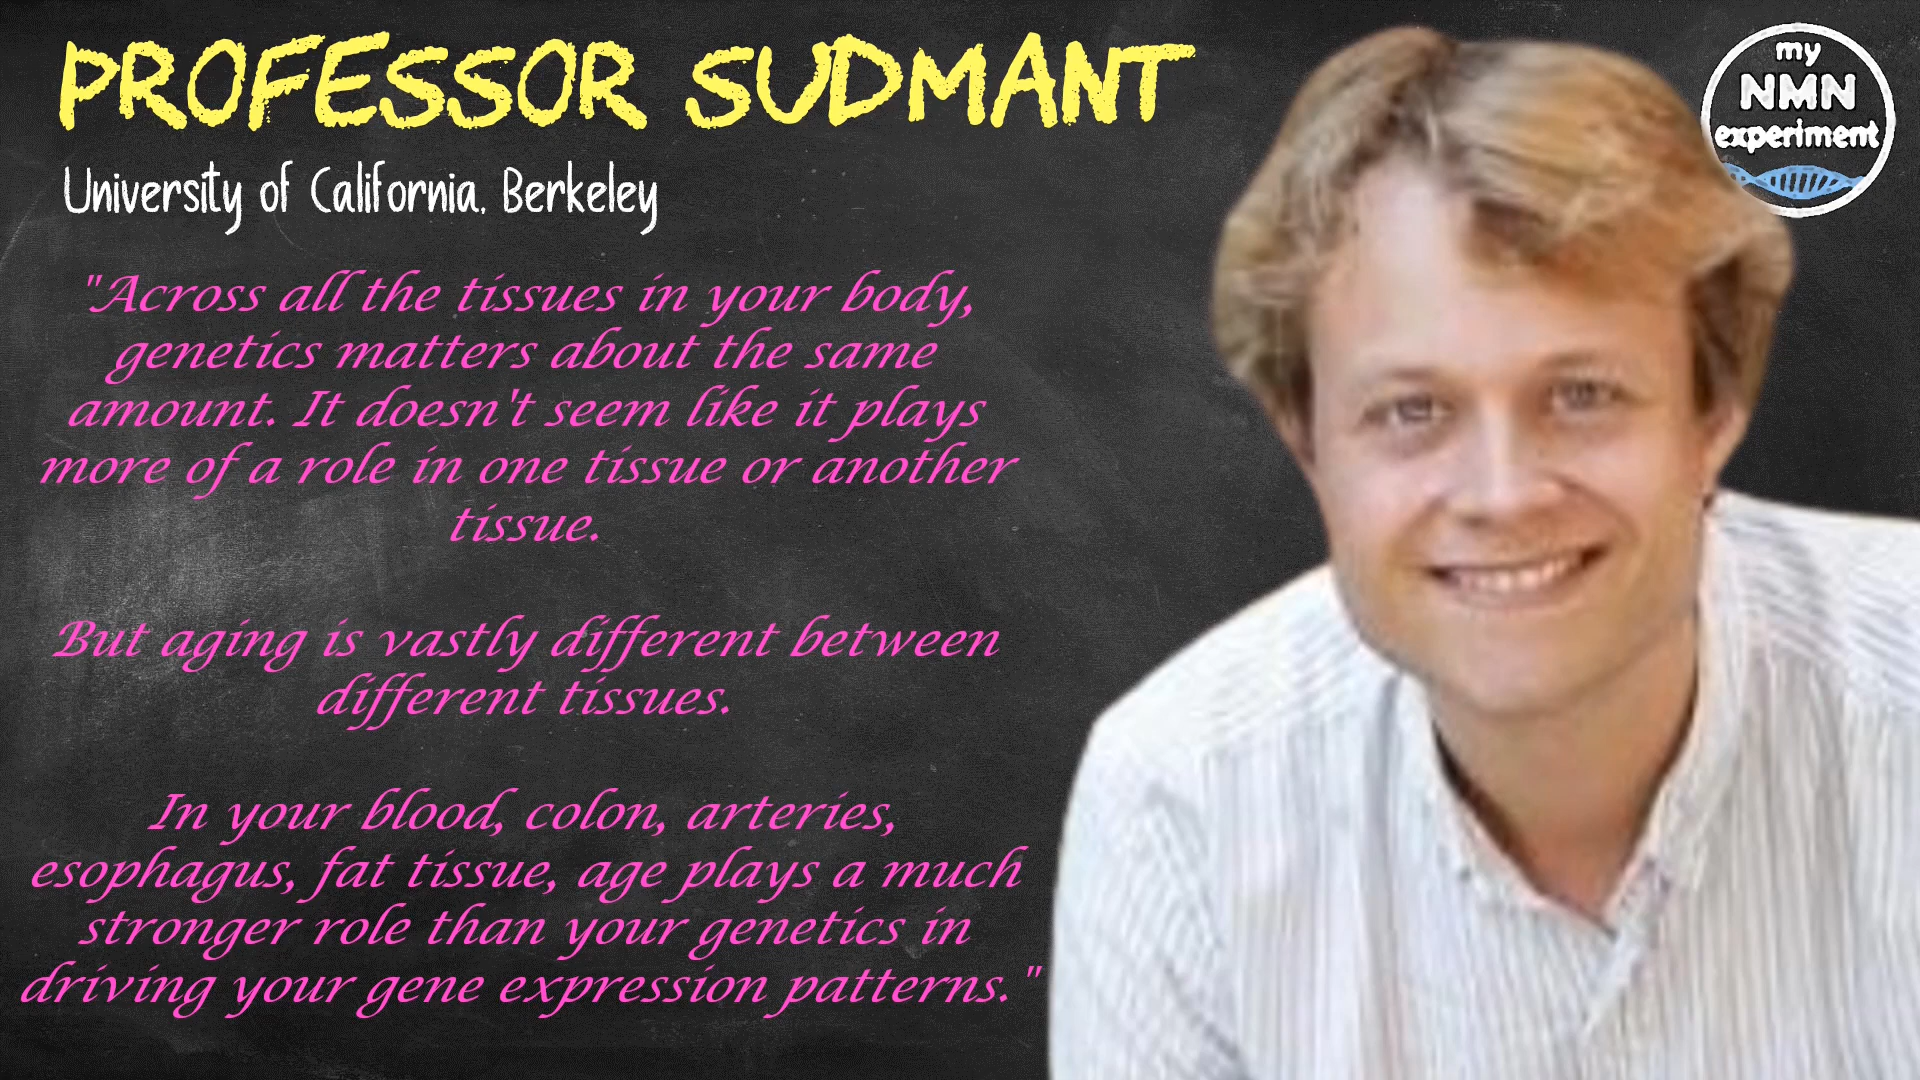 PROFESSOR SUDMANT
University of California, Berkeley
my
NMN
experiment
"Across all the tissues in your body,
genetics matters about the same
amount. It doesn't seem like it plays
more of a role in one tissue or another
tissue.
But aging is vastly different between
different tissues.
In your blood, colon, arteries,
esophagus, fat tissue, age plays a much
stronger role than your genetics in
driving your gene expression patterns."